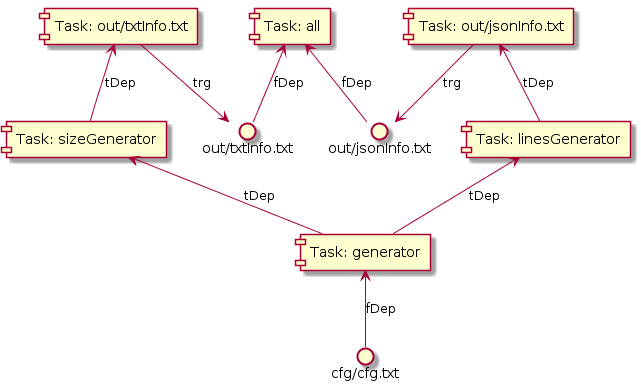 Task: out/txtInfo.txt
Task: all
Task: out/jsonInfo.txt
tDep
trg
fDep
fDep
trg
tDep
Task: sizeGenerator
out/txtInfo.txt
out/jsonInfo.txt
Task: linesGenerator
tDep
tDep
Task: generator
fDep
cfg/cfg.txt